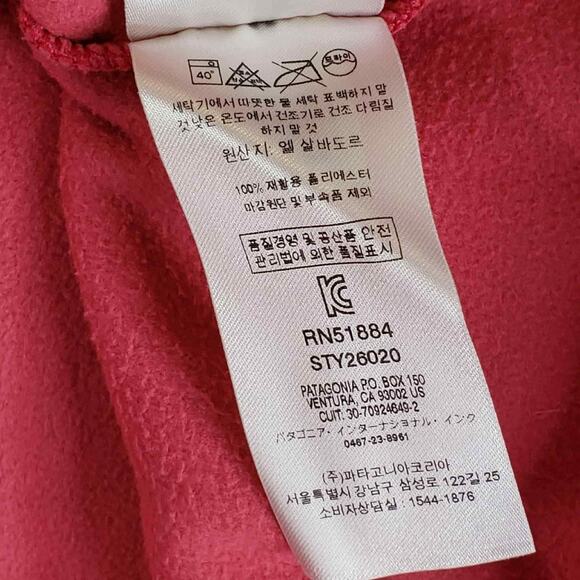 40°
드라이
세탁기에서 따뜻한 물 세탁 표백하지 말
것낮은 온도에서 건조기로 건조 다림질
하지 말 것
원산지: 엘살바도르
100% 재활용 폴리에스터
마감원단 및 부속품 제외
품질경영 및 공산품 안전
관리법에 의한 품질표시
RN51884
STY26020
PATAGONIA P.O. BOX 150
VENTURA, CA 93002 US
CUIT: 30-70924649-2
パタゴニア・インターナショナル・インク
0467-23-8961
(주)파타고니아코리아
서울특별시 강남구 삼성로 122길 25
소비자상담실 : 1544-1876